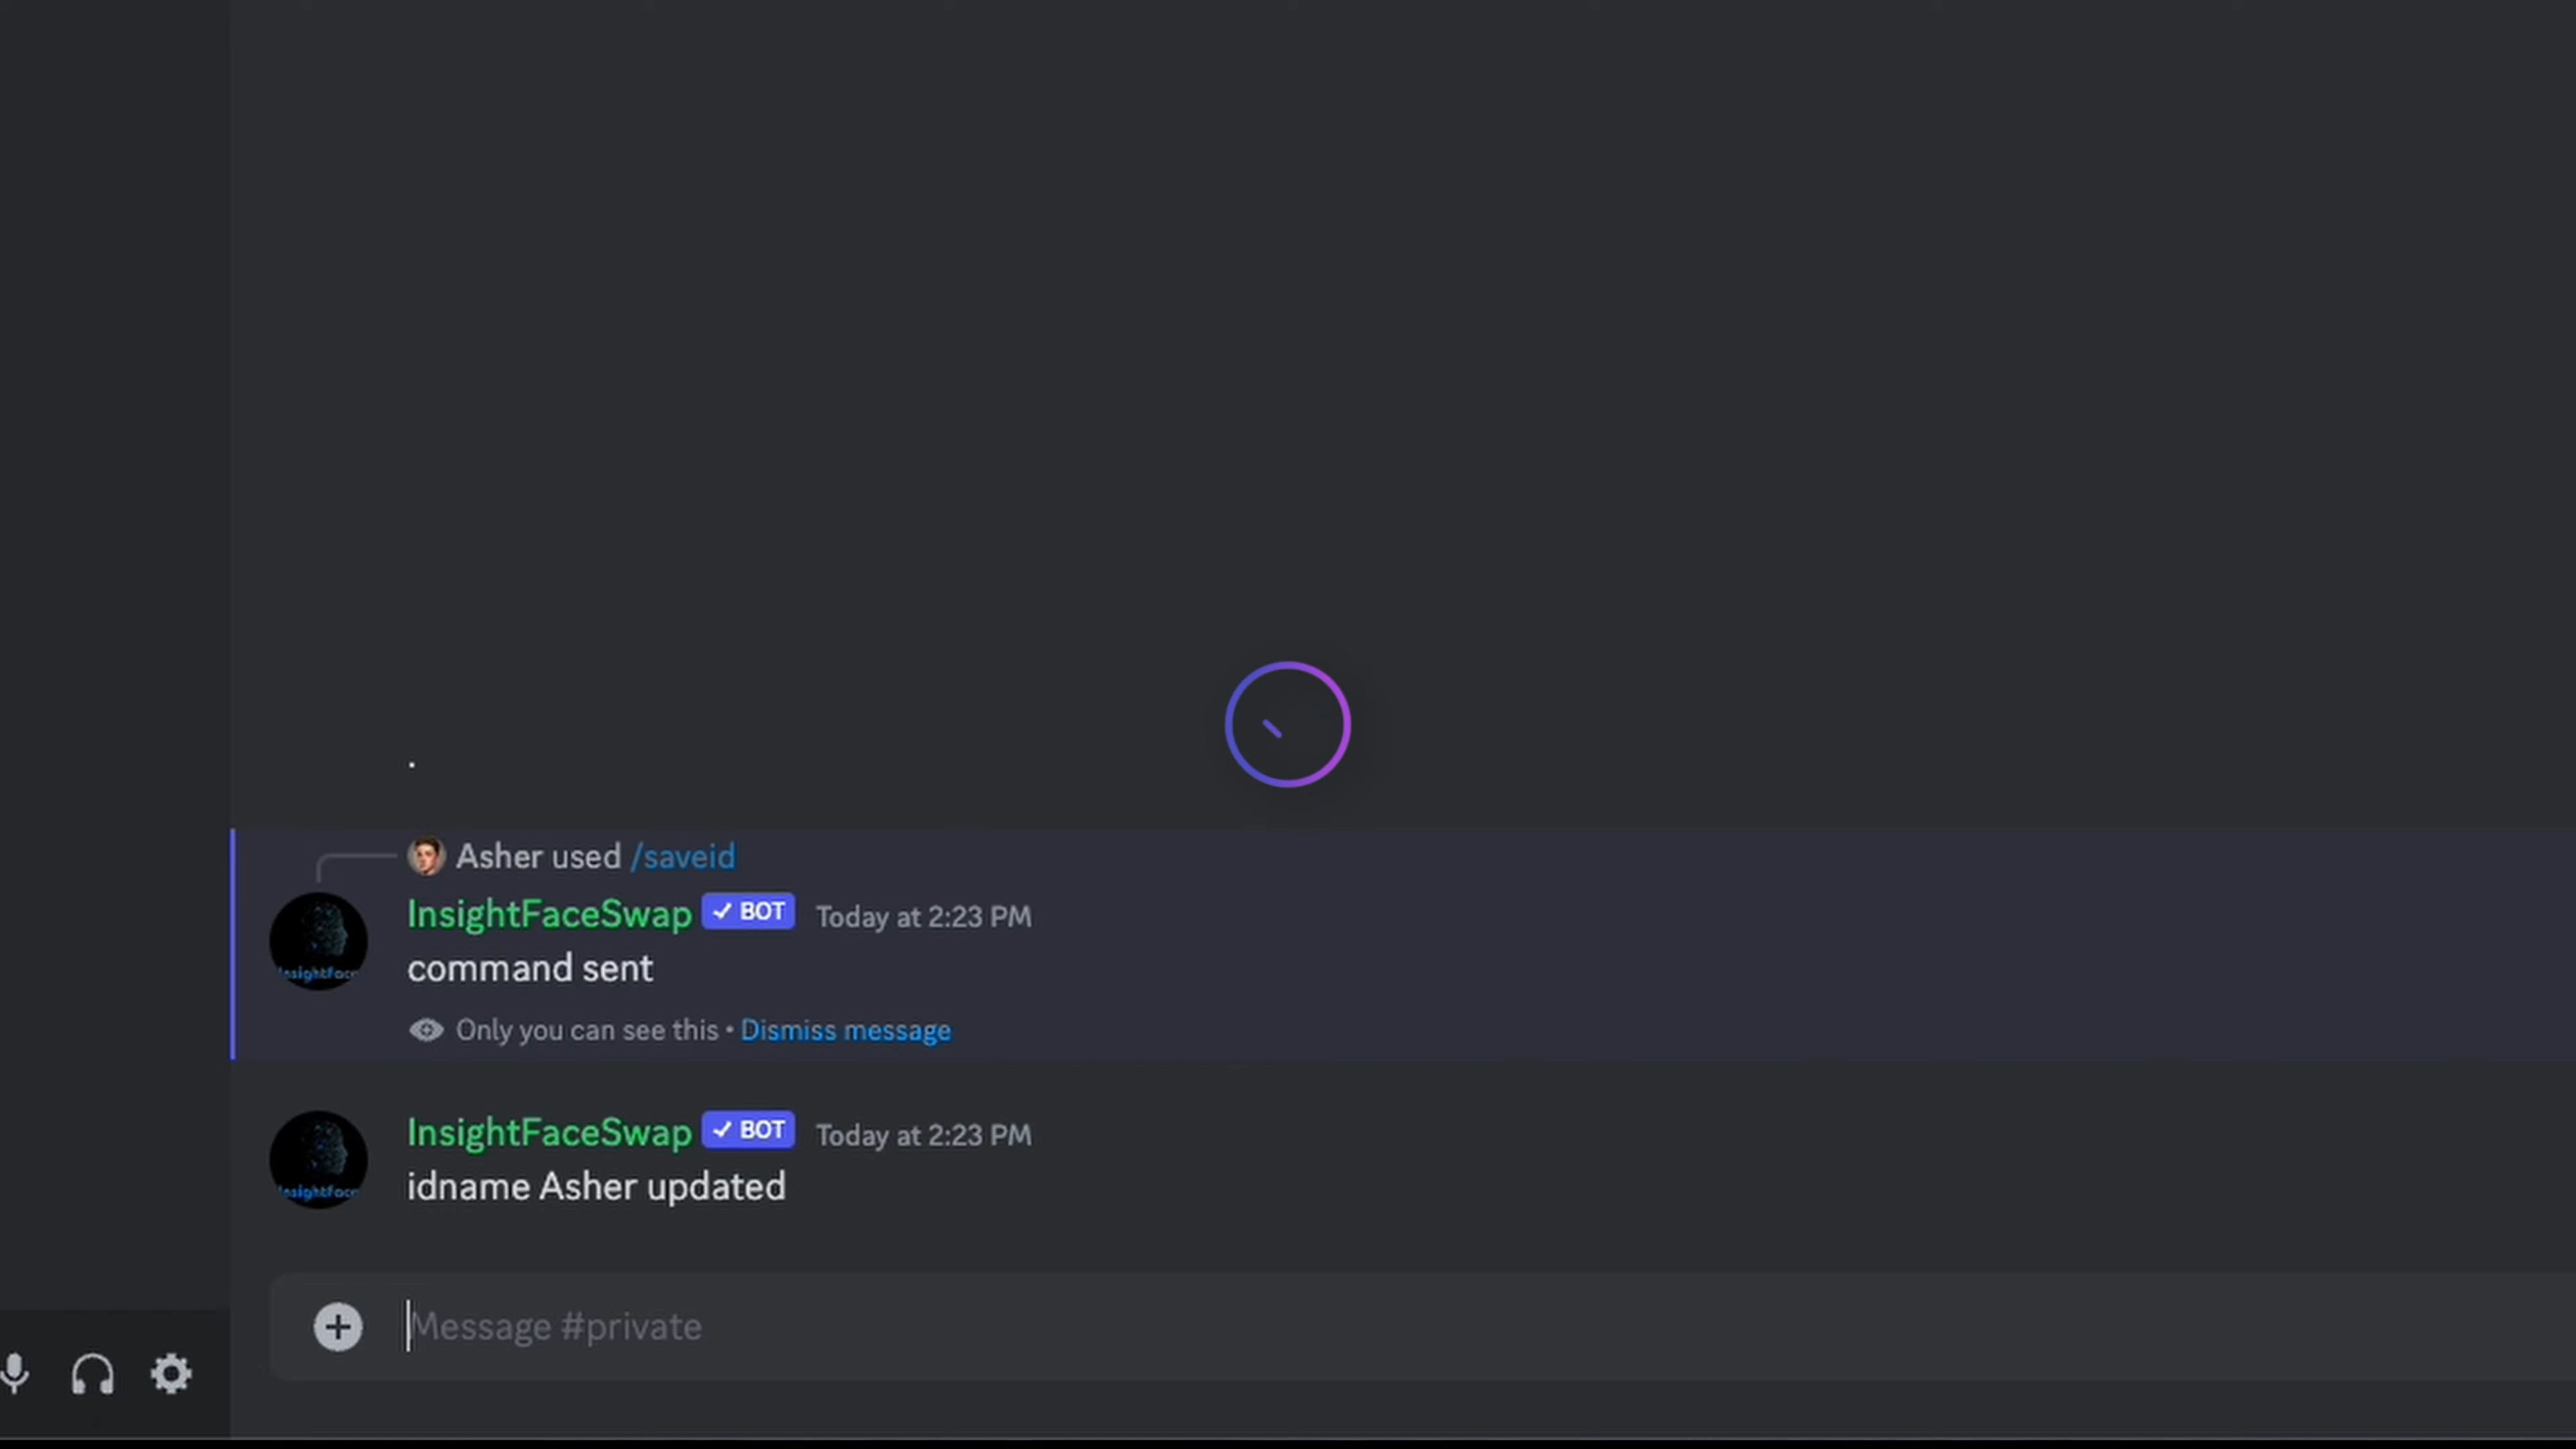 .
Asher used /saveid
InsightFaceSwap ✓ BOT Today at 2:23 PM
command sent
Only you can see this • Dismiss message
InsightFaceSwap ✓ BOT Today at 2:23 PM
idname Asher updated
Message #private